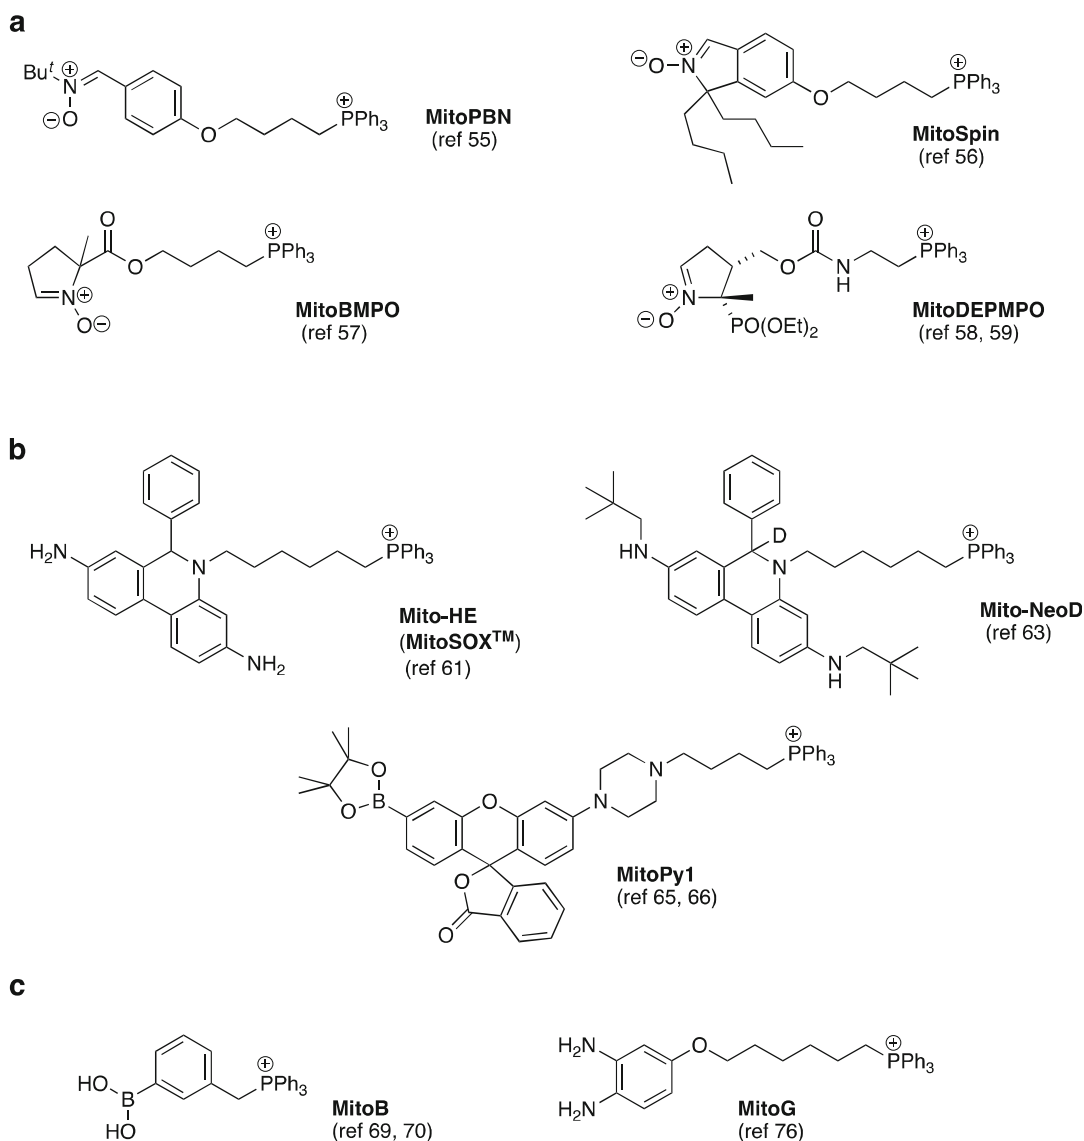 a
Buᵗ
N
⊕
O
⊖
O
⊕
PPh₃
MitoPBN
(ref 55)
⊖
O
N
⊕
O
⊕
PPh₃
MitoSpin
(ref 56)
O
O
⊕
PPh₃
N
⊕
O
⊖
MitoBMPO
(ref 57)
O
O
N
H
⊕
PPh₃
⊕
N
⊖
O
PO(OEt)₂
MitoDEPMPO
(ref 58, 59)
b
H₂N
N
⊕
PPh₃
NH₂
Mito-HE
(MitoSOX™)
(ref 61)
HN
D
N
⊕
PPh₃
N
H
Mito-NeoD
(ref 63)
O
B
O
O
N
N
⊕
PPh₃
O
O
MitoPy1
(ref 65, 66)
c
HO
B
HO
⊕
PPh₃
MitoB
(ref 69, 70)
H₂N
H₂N
O
⊕
PPh₃
MitoG
(ref 76)